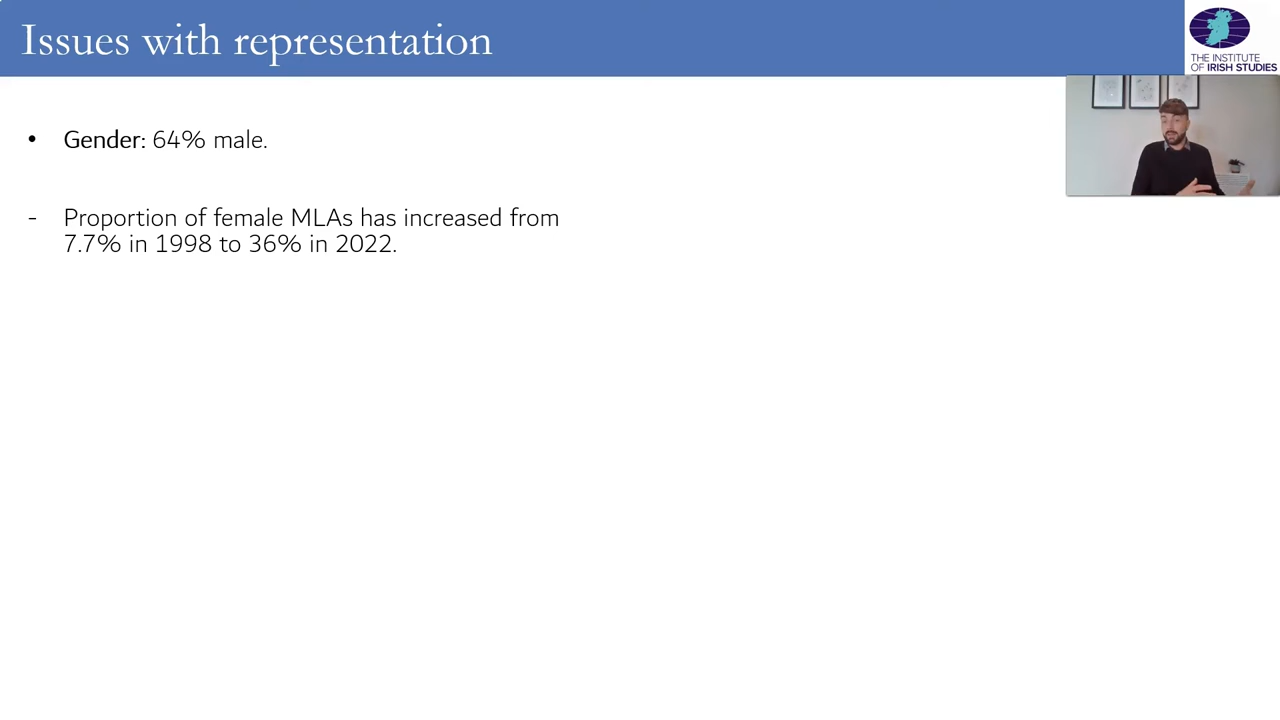 Issues with representation
THE INSTITUTE
OF IRISH STUDIES
• Gender: 64% male.
- Proportion of female MLAs has increased from
7.7% in 1998 to 36% in 2022.